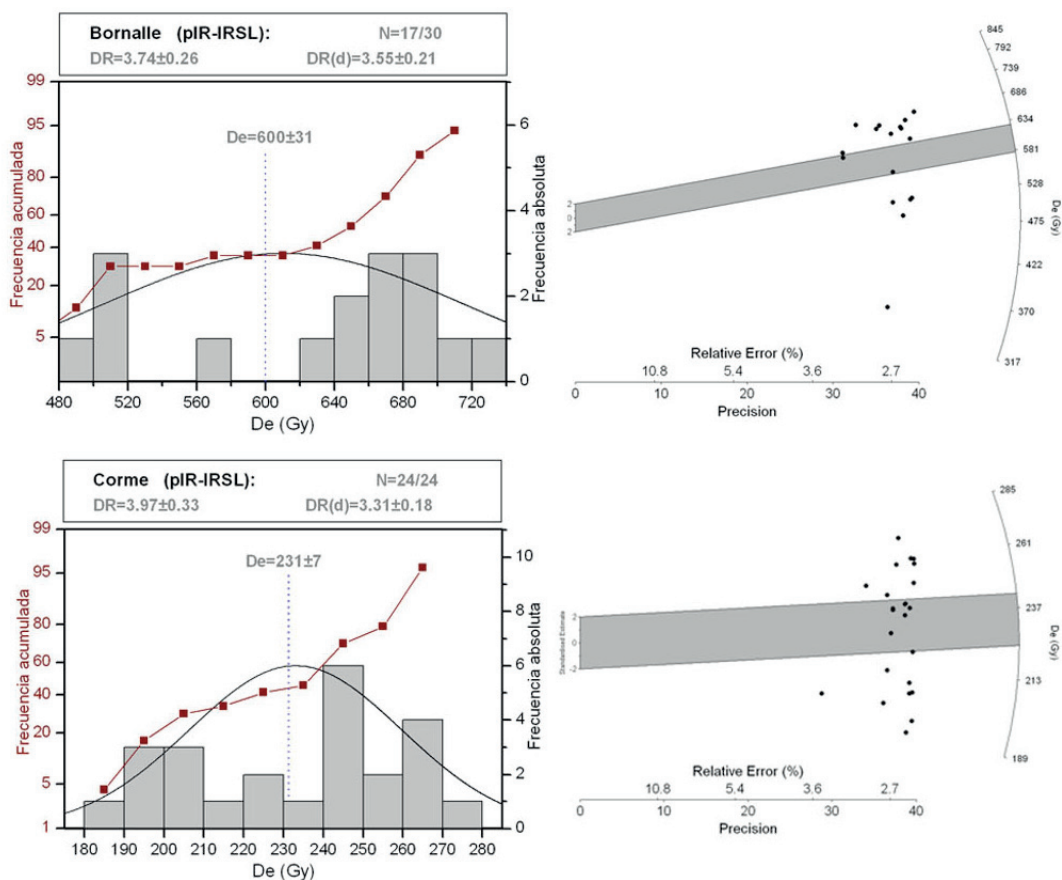 Bornalle (pIR-IRSL): N=17/30
DR=3.74±0.26 DR(d)=3.55±0.21
99
95
80
60
40
20
5
Frecuencia acumulada
De=600±31
6
4
2
0
Frecuencia absoluta
480 520 560 600 640 680 720
De (Gy)
845
792
739
686
634
581
528
475
422
370
317
De (Gy)
2
0
2
Relative Error (%)
10.8 5.4 3.6 2.7
0 10 20 30 40
Precision
Corme (pIR-IRSL): N=24/24
DR=3.97±0.33 DR(d)=3.31±0.18
99
95
80
60
40
20
5
1
Frecuencia acumulada
De=231±7
10
8
6
4
2
0
Frecuencia absoluta
180 190 200 210 220 230 240 250 260 270 280
De (Gy)
285
261
237
213
189
De (Gy)
Standardised Estimate
2
0
-2
Relative Error (%)
10.8 5.4 3.6 2.7
0 10 20 30 40
Precision